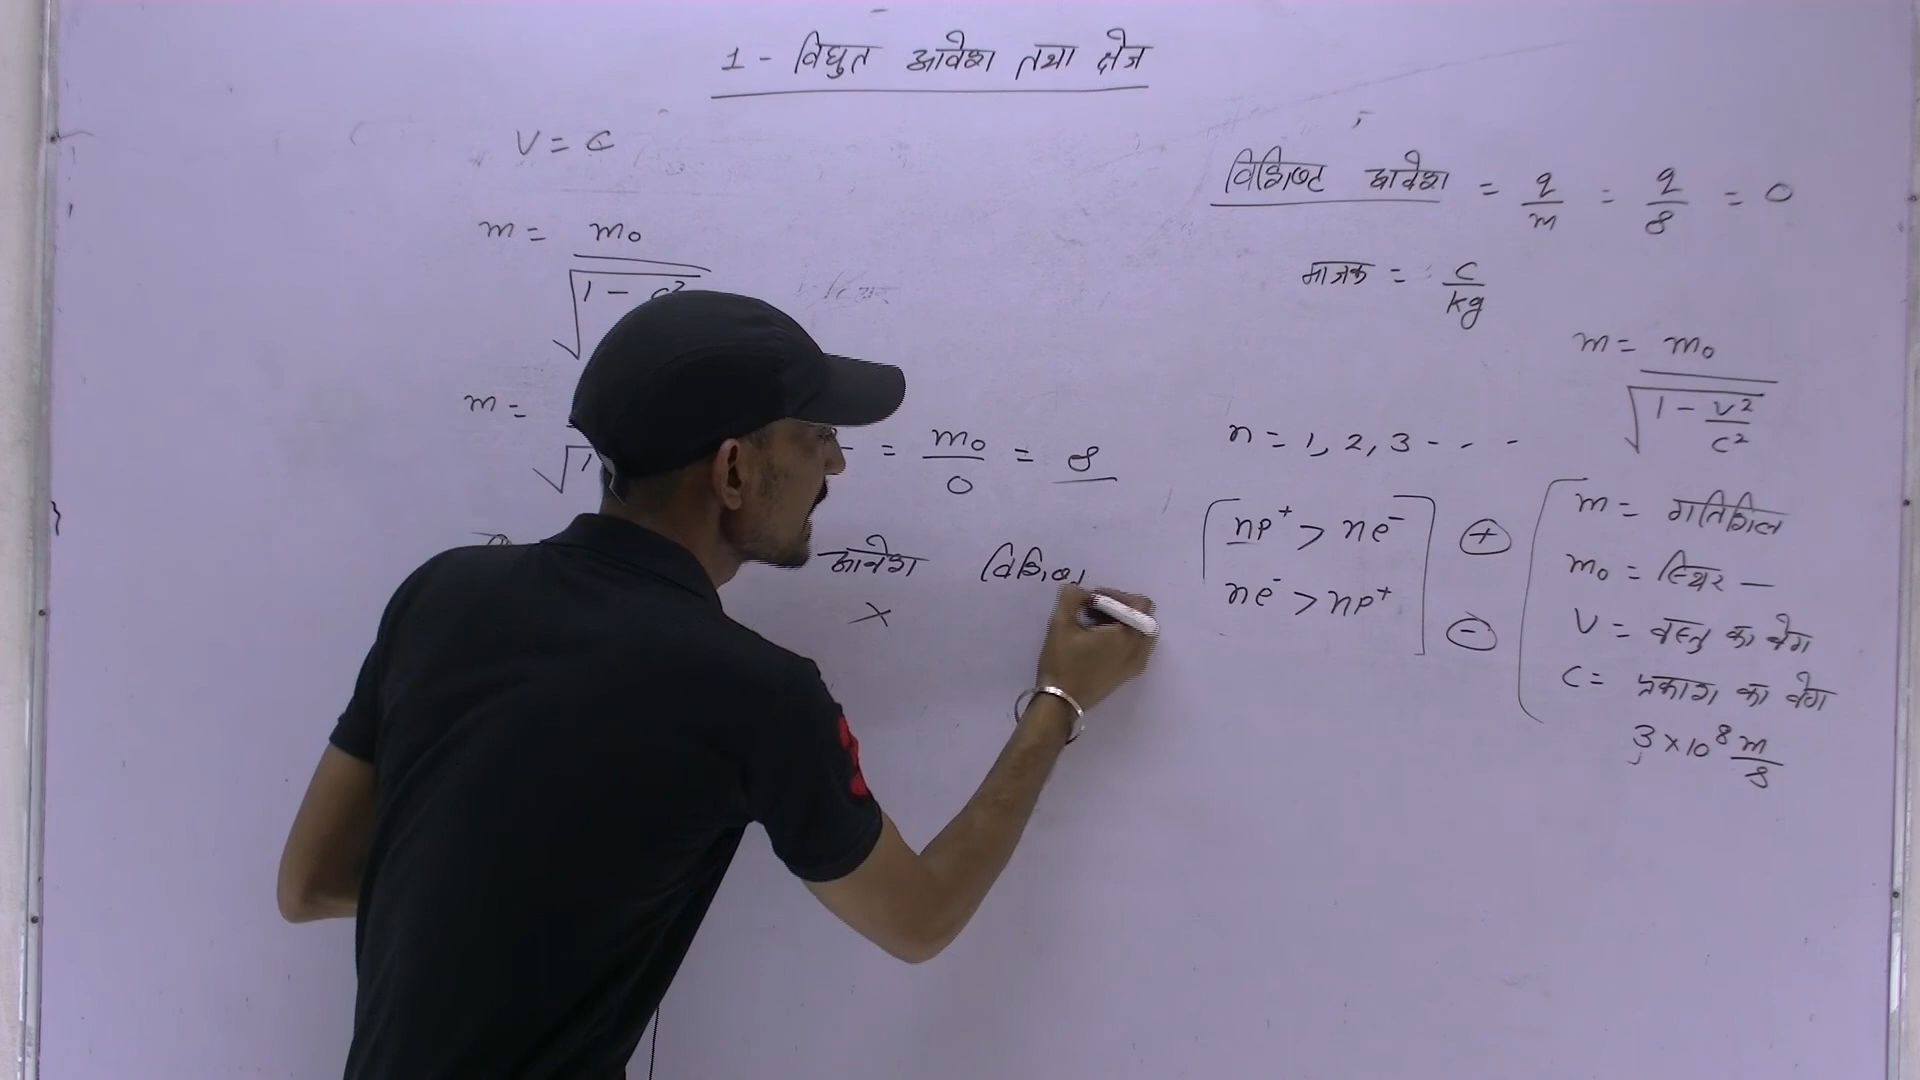 1 - विद्युत आवेश तथा क्षेत्र
V = C
m = m₀ / √(1 - c²
m =
√1 = m₀/0 = ∞
आवेश विशिष्ट
×
विशिष्ट आवेश = q/m = q/∞ = 0
मात्रक = C/kg
m = m₀ / √(1 - v²/c²)
n = 1, 2, 3 - - -
np⁺ > ne⁻ ⊕
ne⁻ > np⁺ ⊖
m = गतिशिल
m₀ = स्थिर —
V = वस्तु का वेग
C = प्रकाश का वेग
3 × 10⁸ m/s